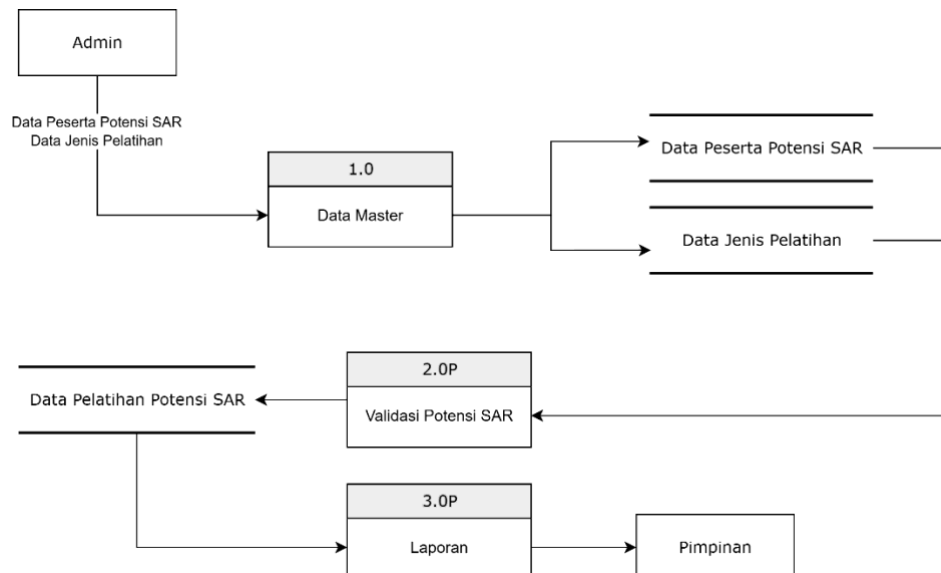 Admin
Data Peserta Potensi SAR
Data Jenis Pelatihan
1.0
Data Master
Data Peserta Potensi SAR
Data Jenis Pelatihan
2.0P
Validasi Potensi SAR
Data Pelatihan Potensi SAR
3.0P
Laporan
Pimpinan